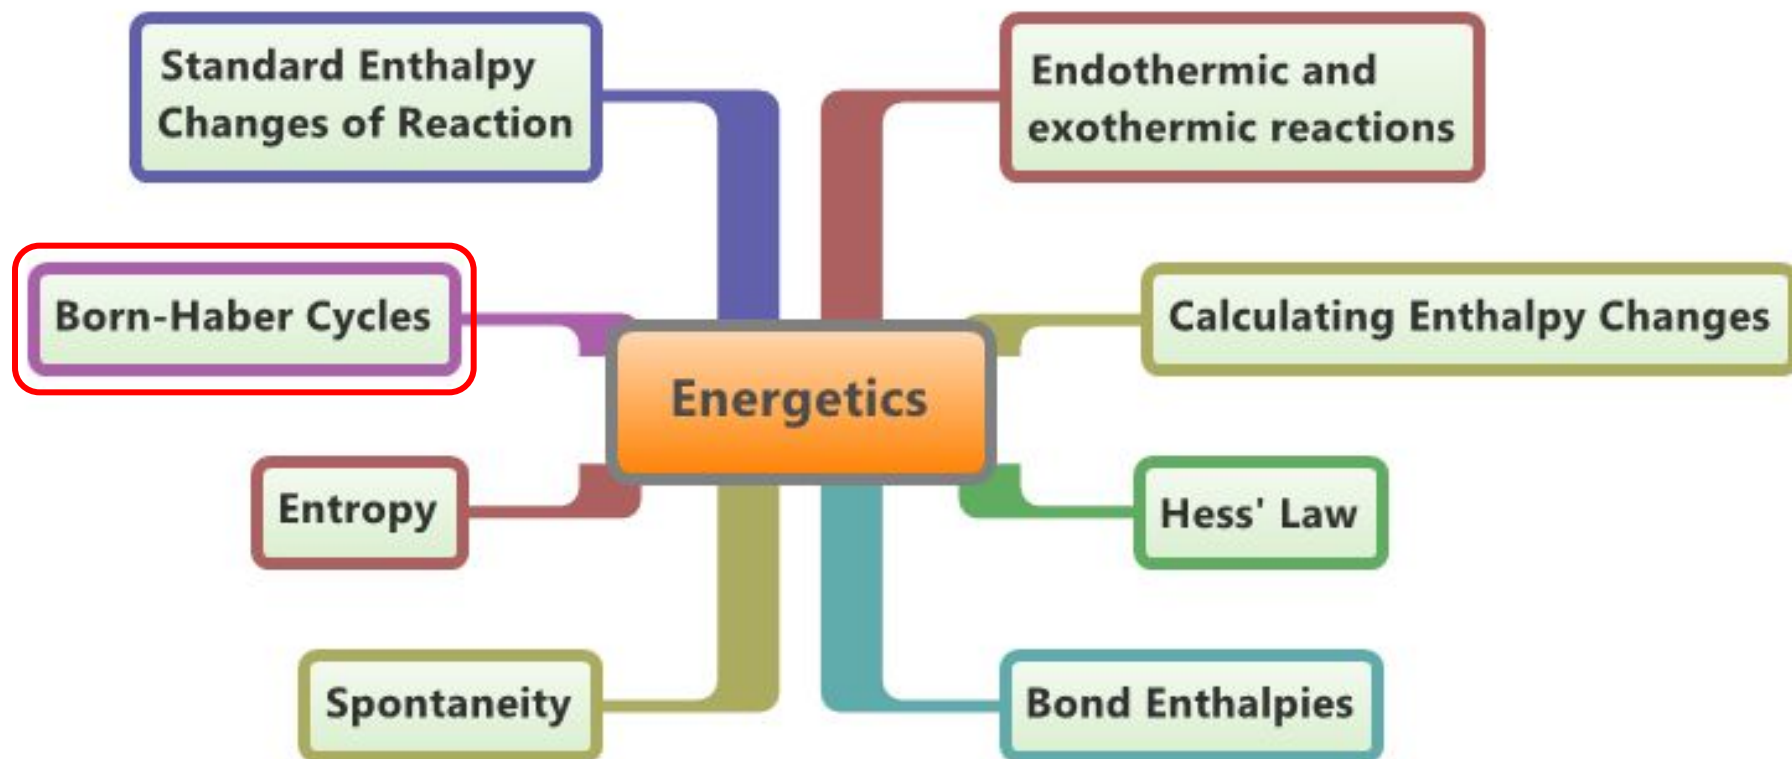 Standard Enthalpy
Changes of Reaction
Endothermic and
exothermic reactions
Born-Haber Cycles
Calculating Enthalpy Changes
Energetics
Entropy
Hess' Law
Spontaneity
Bond Enthalpies